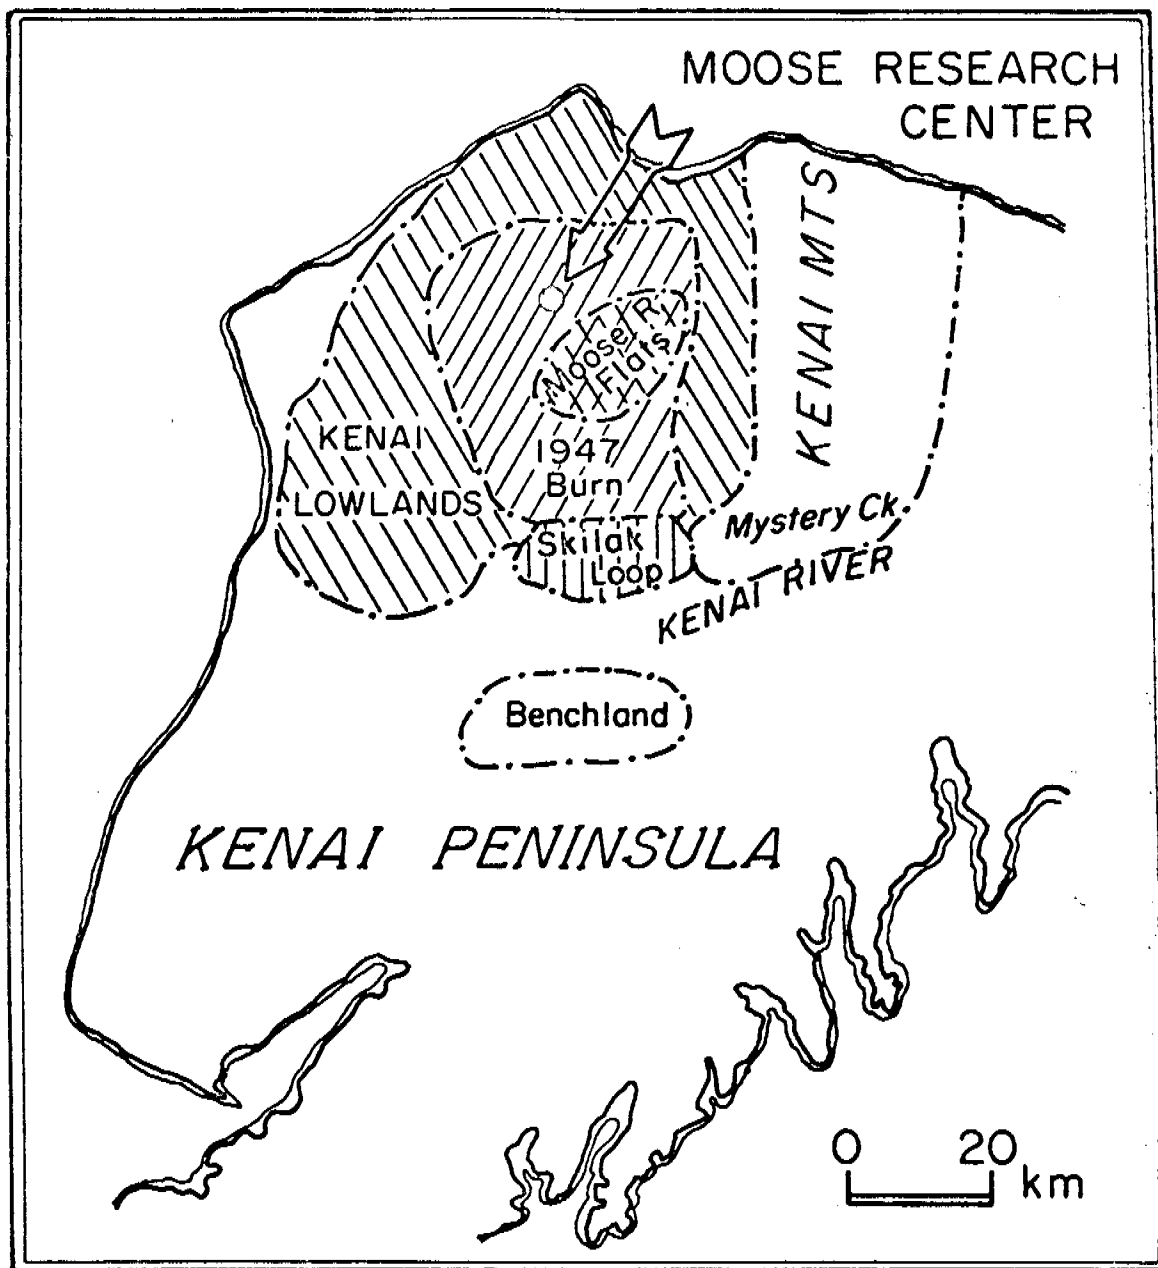 MOOSE RESEARCH
CENTER
KENAI MTS
Moose R.
Flats
KENAI
LOWLANDS
1947
Burn
Skilak
Loop
Mystery Ck.
KENAI RIVER
Benchland
KENAI PENINSULA
0 20
km